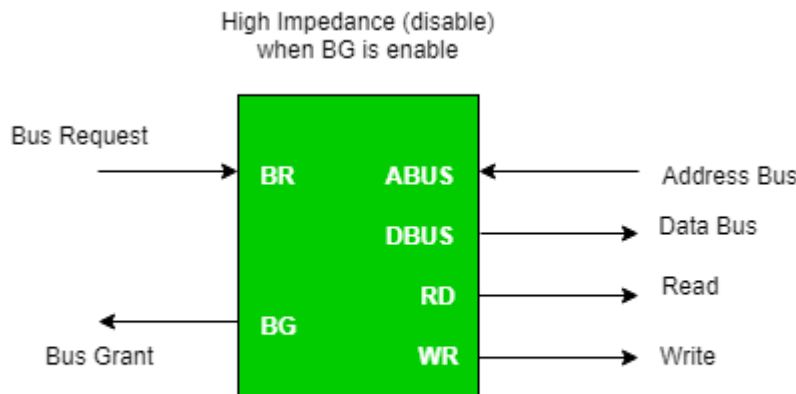 High Impedance (disable)
when BG is enable
Bus Request
BR
ABUS
Address Bus
DBUS
Data Bus
RD
Read
BG
Bus Grant
WR
Write